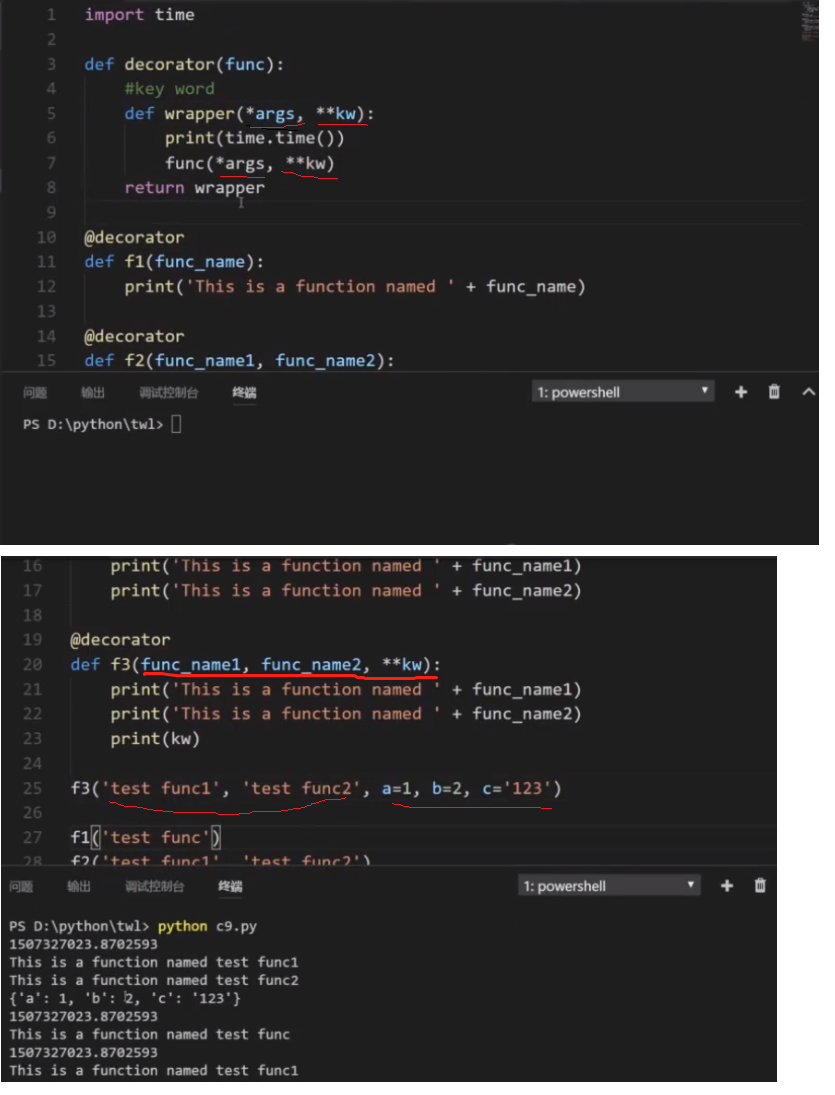 1 import time
2
3 def decorator(func):
4 #key word
5 def wrapper(*args, **kw):
6 print(time.time())
7 func(*args, **kw)
8 return wrapper
9
10 @decorator
11 def f1(func_name):
12 print('This is a function named ' + func_name)
13
14 @decorator
15 def f2(func_name1, func_name2):
问题 输出 调试控制台 终端 1: powershell
PS D:\python\twl>
16 print('This is a function named ' + func_name1)
17 print('This is a function named ' + func_name2)
18
19 @decorator
20 def f3(func_name1, func_name2, **kw):
21 print('This is a function named ' + func_name1)
22 print('This is a function named ' + func_name2)
23 print(kw)
24
25 f3('test func1', 'test func2', a=1, b=2, c='123')
26
27 f1('test func')
28 f2('test func1', 'test func2')
问题 输出 调试控制台 终端 1: powershell
PS D:\python\twl> python c9.py
1507327023.8702593
This is a function named test func1
This is a function named test func2
{'a': 1, 'b': 2, 'c': '123'}
1507327023.8702593
This is a function named test func
1507327023.8702593
This is a function named test func1